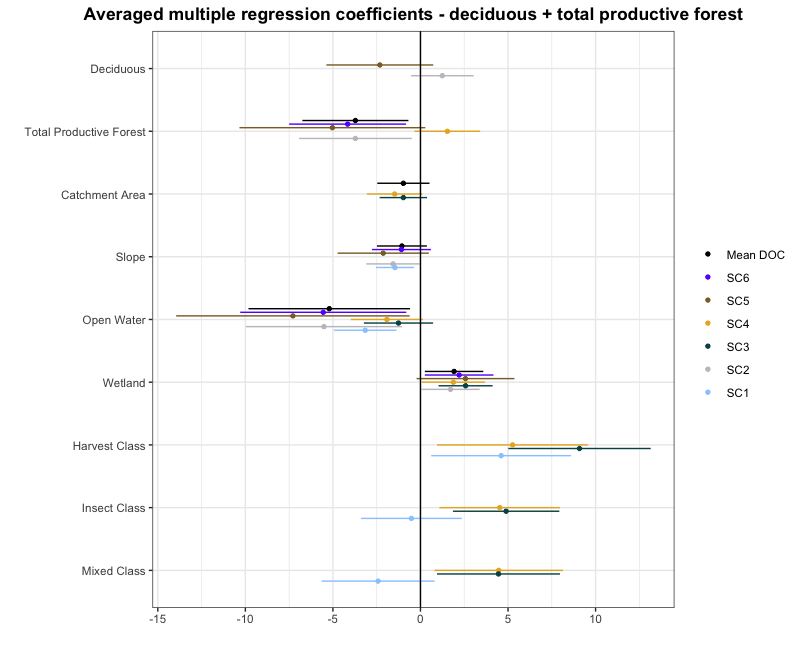 Averaged multiple regression coefficients - deciduous + total productive forest
Deciduous
Total Productive Forest
Catchment Area
Slope
Open Water
Wetland
Harvest Class
Insect Class
Mixed Class
-15
-10
-5
0
5
10
Mean DOC
SC6
SC5
SC4
SC3
SC2
SC1